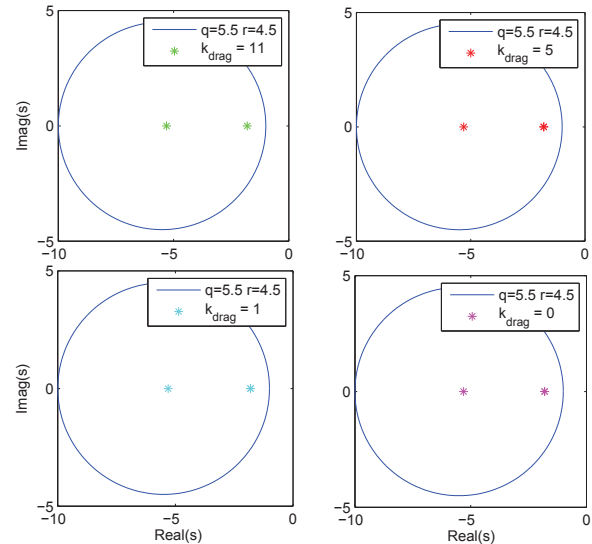 5
q=5.5 r=4.5
k_drag = 11
Imag(s)
0
−5
−10
−5
0
5
q=5.5 r=4.5
k_drag = 5
0
−5
−10
−5
0
5
q=5.5 r=4.5
k_drag = 1
Imag(s)
0
−5
−10
−5
0
Real(s)
5
q=5.5 r=4.5
k_drag = 0
0
−5
−10
−5
0
Real(s)